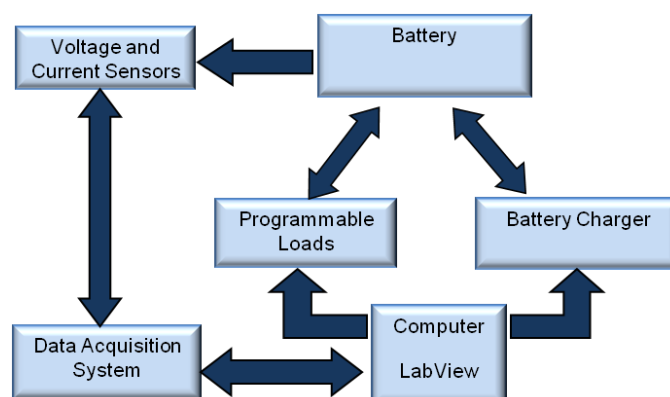 Voltage and
Current Sensors
Battery
Programmable
Loads
Battery Charger
Data Acquisition
System
Computer
LabView